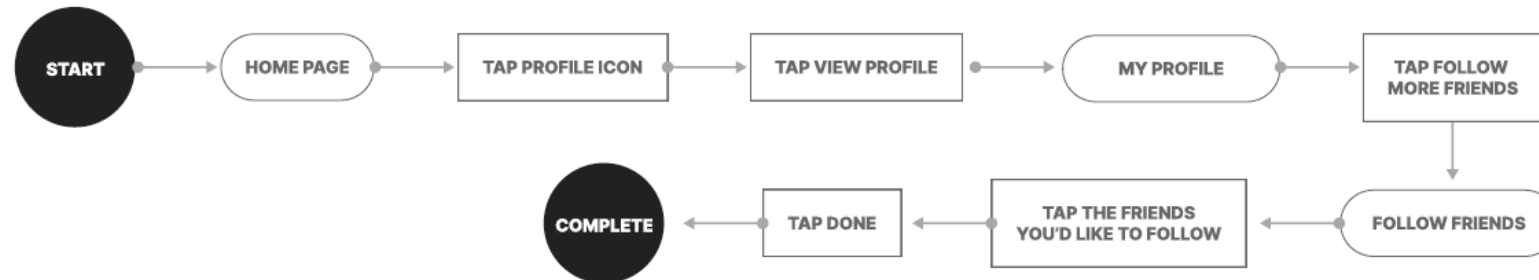 START
HOME PAGE
TAP PROFILE ICON
TAP VIEW PROFILE
MY PROFILE
TAP FOLLOW
MORE FRIENDS
FOLLOW FRIENDS
TAP THE FRIENDS
YOU'D LIKE TO FOLLOW
TAP DONE
COMPLETE